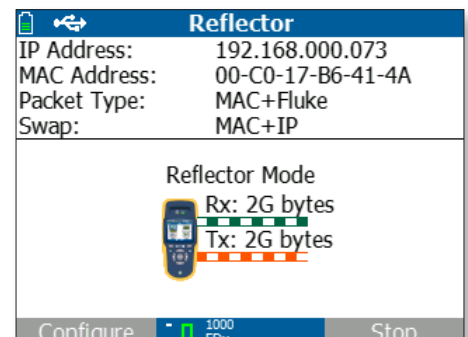 Reflector
IP Address: 192.168.000.073
MAC Address: 00-C0-17-B6-41-4A
Packet Type: MAC+Fluke
Swap: MAC+IP
Reflector Mode
Rx: 2G bytes
Tx: 2G bytes
Configure 1000 Stop
FDx